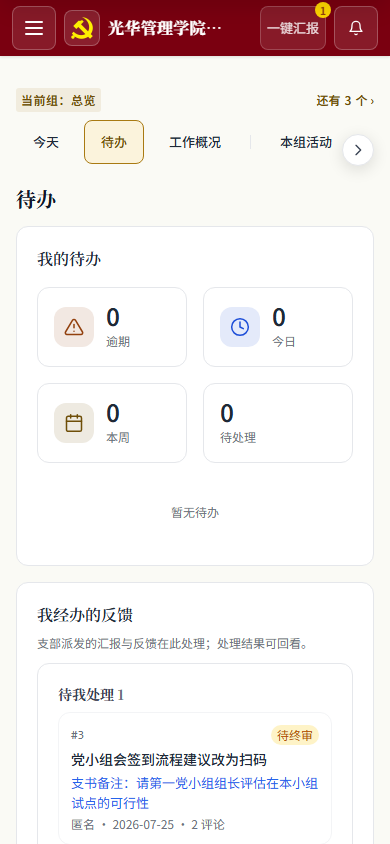 光华管理学院…
一键汇报
1
当前组：总览
还有 3 个 ›
今天
待办
工作概况
本组活动
待办
我的待办
0
逾期
0
今日
0
本周
0
待处理
暂无待办
我经办的反馈
支部派发的汇报与反馈在此处理；处理结果可回看。
待我处理 1
#3
待终审
党小组会签到流程建议改为扫码
支书备注：请第一党小组组长评估在本小组
试点的可行性
匿名 · 2026-07-25 · 2 评论